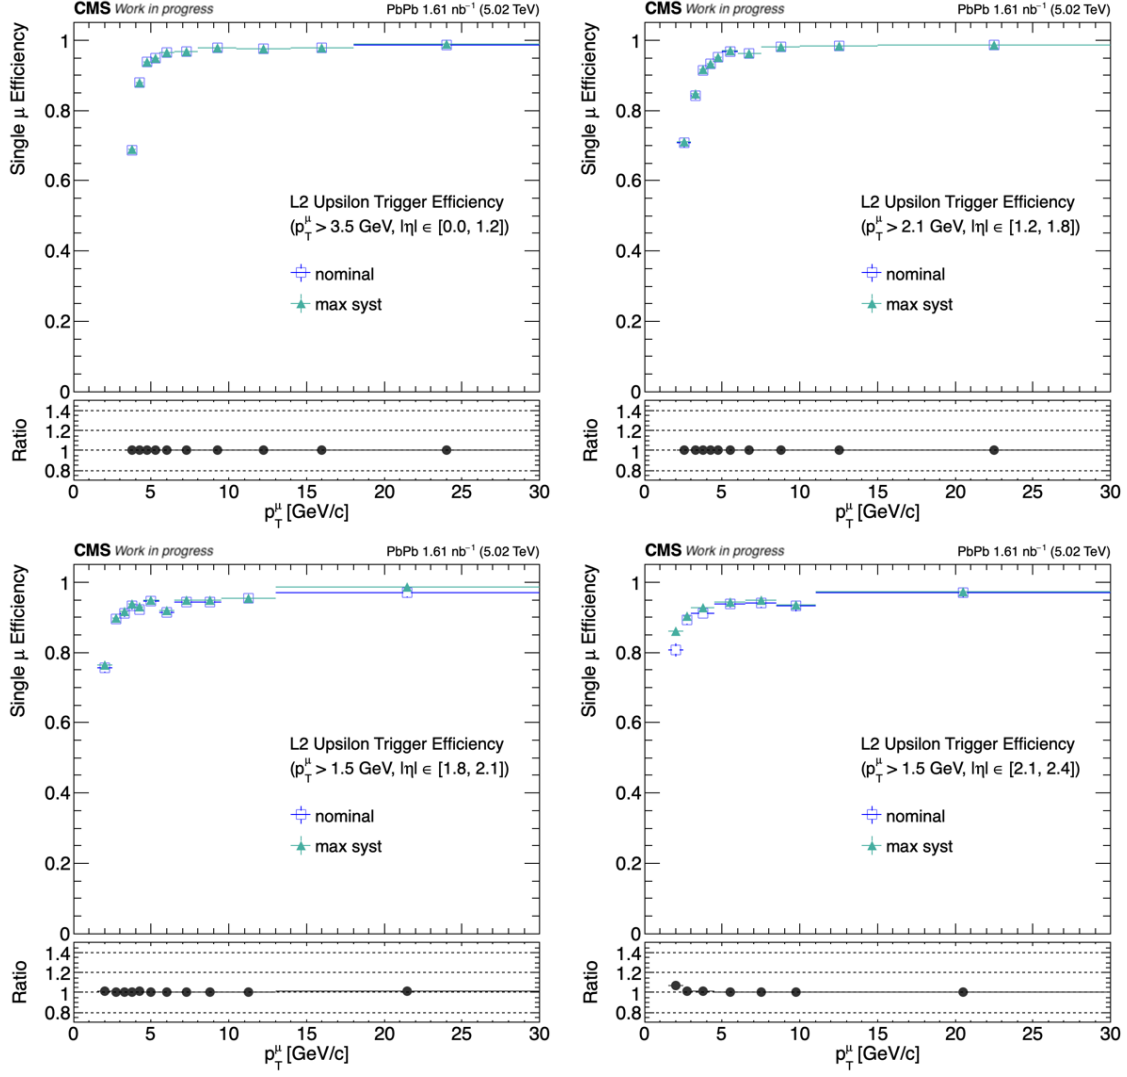 CMS Work in progress PbPb 1.61 nb⁻¹ (5.02 TeV)
Single μ Efficiency
1
0.8
0.6
0.4
0.2
0
L2 Upsilon Trigger Efficiency
(p_T^μ > 3.5 GeV, |η| ∈ [0.0, 1.2])
nominal
max syst
Ratio
1.4
1.2
1
0.8
0 5 10 15 20 25 30
p_T^μ [GeV/c]
CMS Work in progress PbPb 1.61 nb⁻¹ (5.02 TeV)
Single μ Efficiency
1
0.8
0.6
0.4
0.2
0
L2 Upsilon Trigger Efficiency
(p_T^μ > 2.1 GeV, |η| ∈ [1.2, 1.8])
nominal
max syst
Ratio
1.4
1.2
1
0.8
0 5 10 15 20 25 30
p_T^μ [GeV/c]
CMS Work in progress PbPb 1.61 nb⁻¹ (5.02 TeV)
Single μ Efficiency
1
0.8
0.6
0.4
0.2
0
L2 Upsilon Trigger Efficiency
(p_T^μ > 1.5 GeV, |η| ∈ [1.8, 2.1])
nominal
max syst
Ratio
1.4
1.2
1
0.8
0 5 10 15 20 25 30
p_T^μ [GeV/c]
CMS Work in progress PbPb 1.61 nb⁻¹ (5.02 TeV)
Single μ Efficiency
1
0.8
0.6
0.4
0.2
0
L2 Upsilon Trigger Efficiency
(p_T^μ > 1.5 GeV, |η| ∈ [2.1, 2.4])
nominal
max syst
Ratio
1.4
1.2
1
0.8
0 5 10 15 20 25 30
p_T^μ [GeV/c]